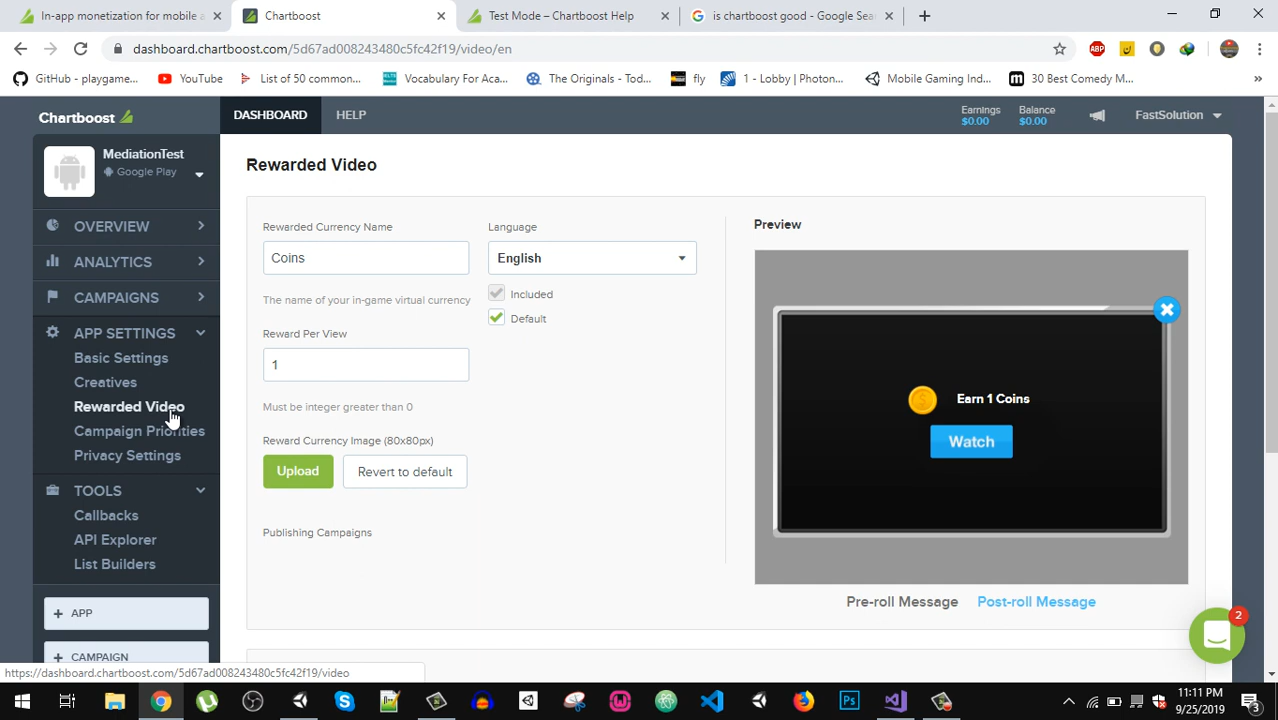 In-app monetization for mobile a
Chartboost
Test Mode – Chartboost Help
is chartboost good - Google Sea
dashboard.chartboost.com/5d67ad008243480c5fc42f19/video/en
ABP
GitHub - playgame...
YouTube
List of 50 common...
IELTS
Vocabulary For Aca...
The Originals - Tod...
fly
1 - Lobby | Photon...
Mobile Gaming Ind...
30 Best Comedy M...
»
Chartboost
DASHBOARD
HELP
Earnings
$0.00
Balance
$0.00
FastSolution
MediationTest
Google Play
OVERVIEW
ANALYTICS
CAMPAIGNS
APP SETTINGS
Basic Settings
Creatives
Rewarded Video
Campaign Priorities
Privacy Settings
TOOLS
Callbacks
API Explorer
List Builders
+ APP
+ CAMPAIGN
Rewarded Video
Rewarded Currency Name
Coins
The name of your in-game virtual currency
Language
English
Included
Default
Reward Per View
1
Must be integer greater than 0
Reward Currency Image (80x80px)
Upload
Revert to default
Publishing Campaigns
Preview
Earn 1 Coins
Watch
Pre-roll Message
Post-roll Message
2
https://dashboard.chartboost.com/5d67ad008243480c5fc42f19/video
Ps
11:11 PM
9/25/2019
3